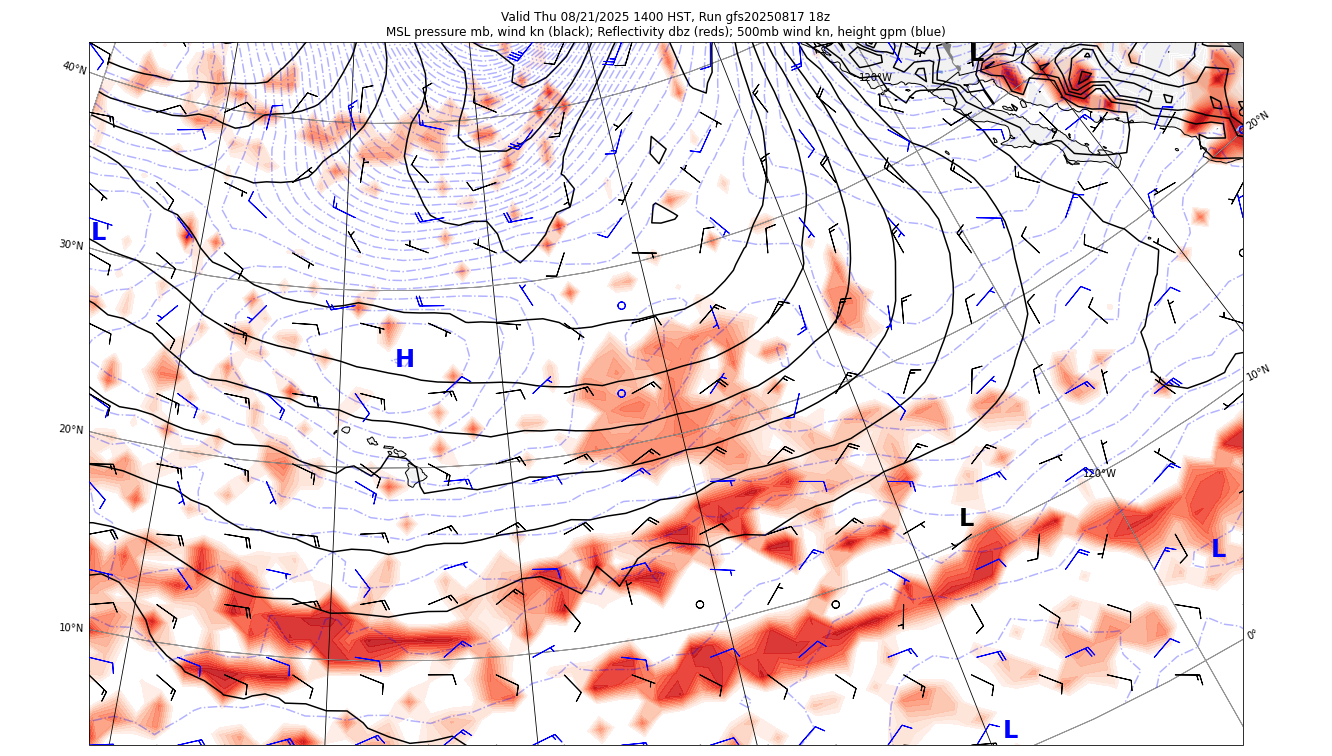 Valid Thu 08/21/2025 1400 HST, Run gfs20250817 18z
MSL pressure mb, wind kn (black); Reflectivity dbz (reds); 500mb wind kn, height gpm (blue)
L
40°N
120°W
20°N
L
30°N
H
10°N
20°N
120°W
L
L
10°N
0°
L